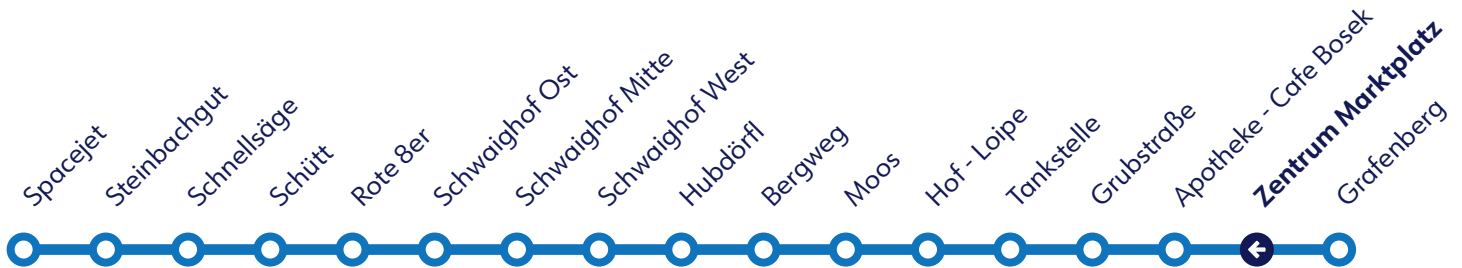 Spacejet
Steinbachgut
Schnellsäge
Schütt
Rote 8er
Schwaighof Ost
Schwaighof Mitte
Schwaighof West
Hubdörfl
Bergweg
Moos
Hof - Loipe
Tankstelle
Grubstraße
Apotheke - Cafe Bosek
Zentrum Marktplatz
Grafenberg